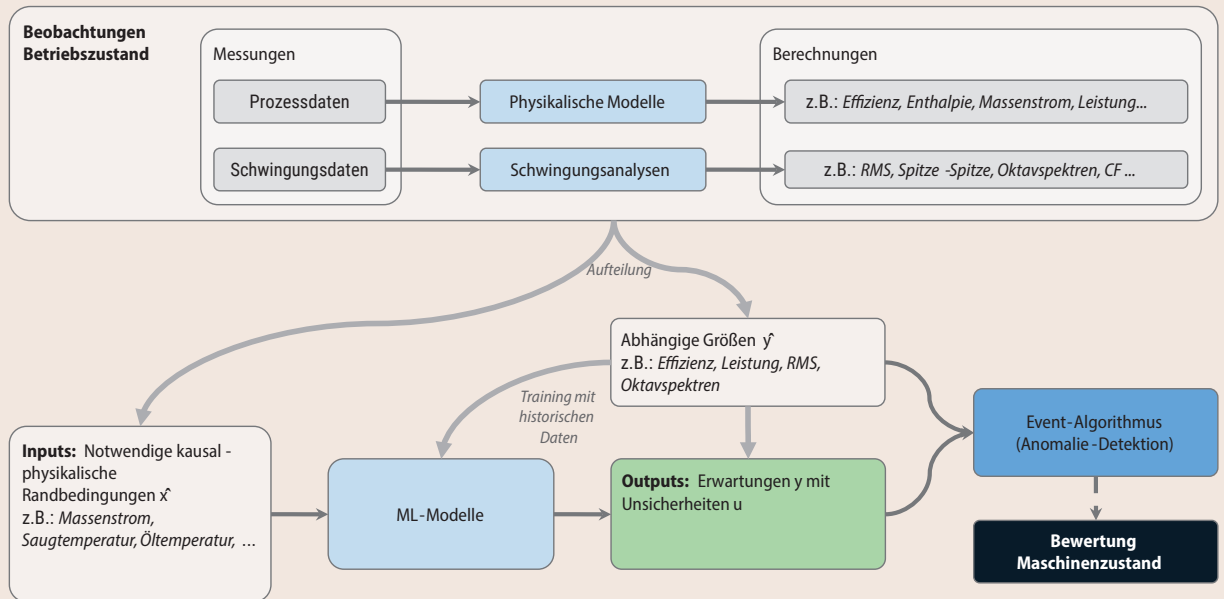 Beobachtungen
Betriebszustand
Messungen
Berechnungen
Prozessdaten
Physikalische Modelle
z.B.: Effizienz, Enthalpie, Massenstrom, Leistung...
Schwingungsdaten
Schwingungsanalysen
z.B.: RMS, Spitze -Spitze, Oktavspektren, CF ...
Aufteilung
Abhängige Größen ŷ
z.B.: Effizienz, Leistung, RMS,
Oktavspektren
Training mit
historischen
Daten
Inputs: Notwendige kausal -
physikalische
Randbedingungen x̂
z.B.: Massenstrom,
Saugtemperatur, Öltemperatur, ...
ML-Modelle
Outputs: Erwartungen y mit
Unsicherheiten u
Event-Algorithmus
(Anomalie -Detektion)
Bewertung
Maschinenzustand